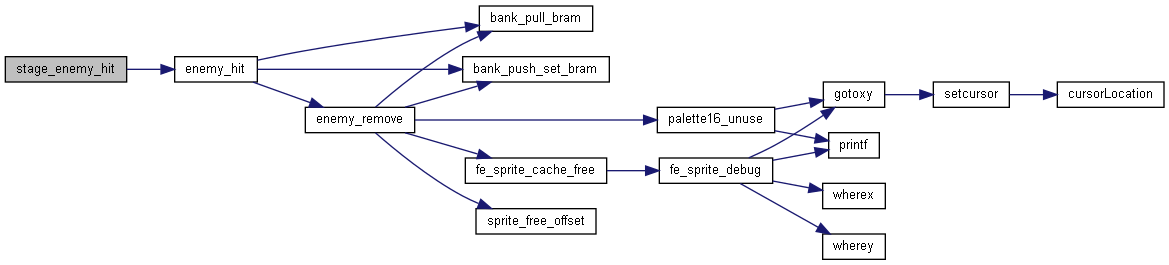 stage_enemy_hit
enemy_hit
bank_pull_bram
bank_push_set_bram
enemy_remove
palette16_unuse
fe_sprite_cache_free
sprite_free_offset
fe_sprite_debug
gotoxy
printf
wherex
wherey
setcursor
cursorLocation